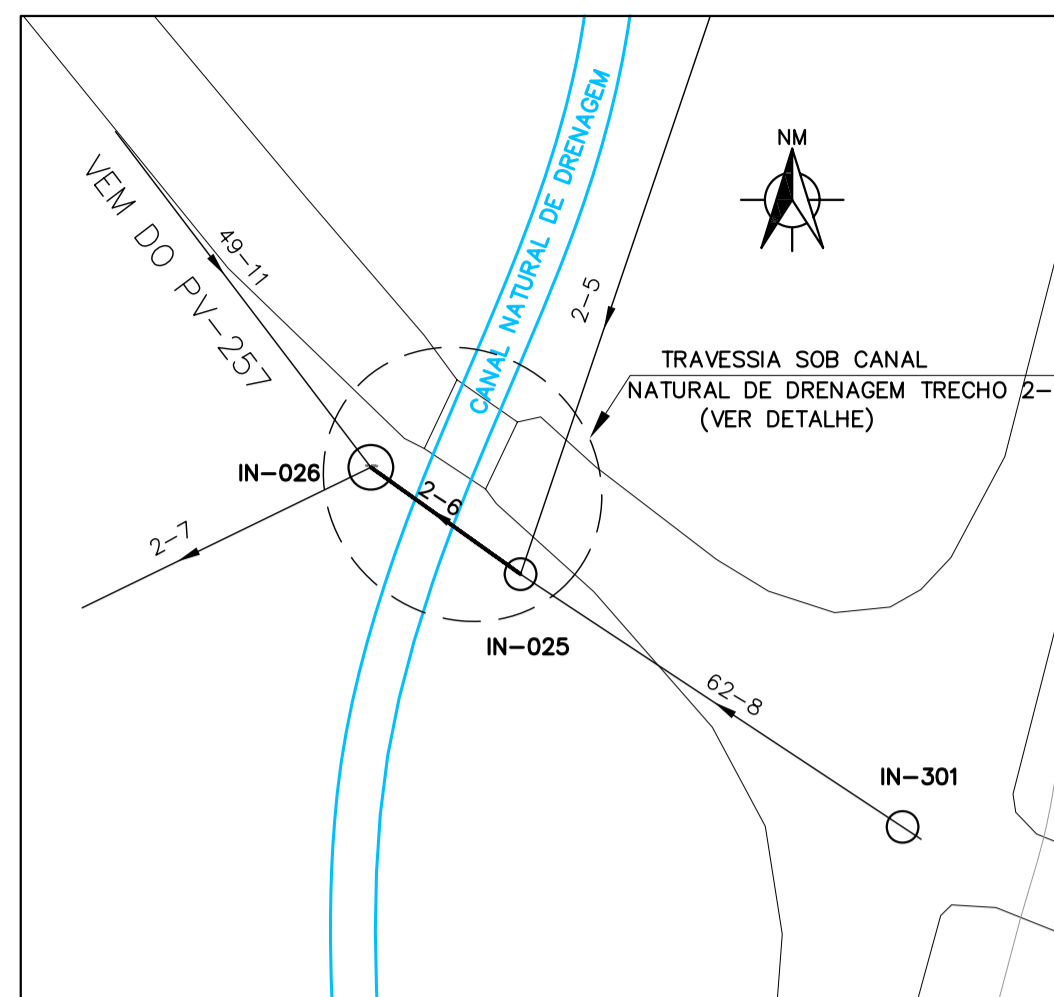 NM
CANAL NATURAL DE DRENAGEM
VEM DO PV-257
49-11
2-5
TRAVESSIA SOB CANAL
NATURAL DE DRENAGEM TRECHO 2-
(VER DETALHE)
IN-026
2-6
2-7
IN-025
62-8
IN-301